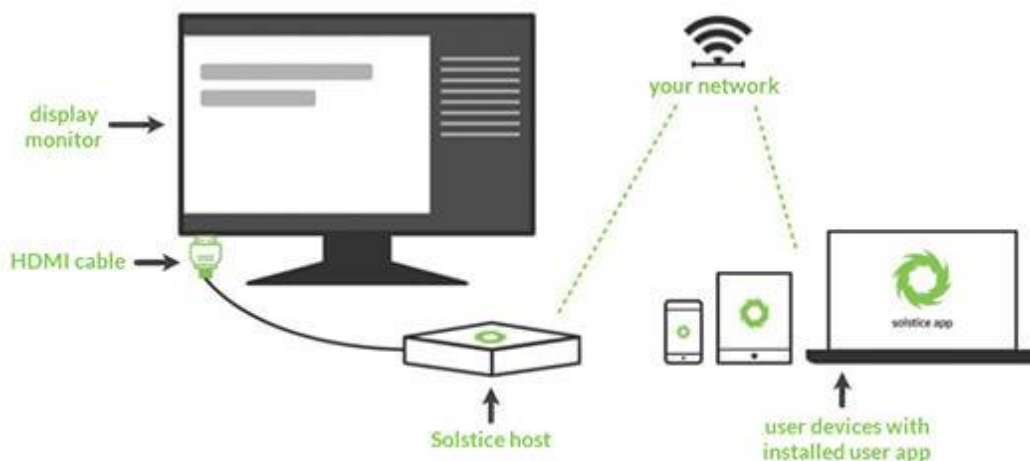 your network
display
monitor
HDMI cable
solstice app
Solstice host
user devices with
installed user app